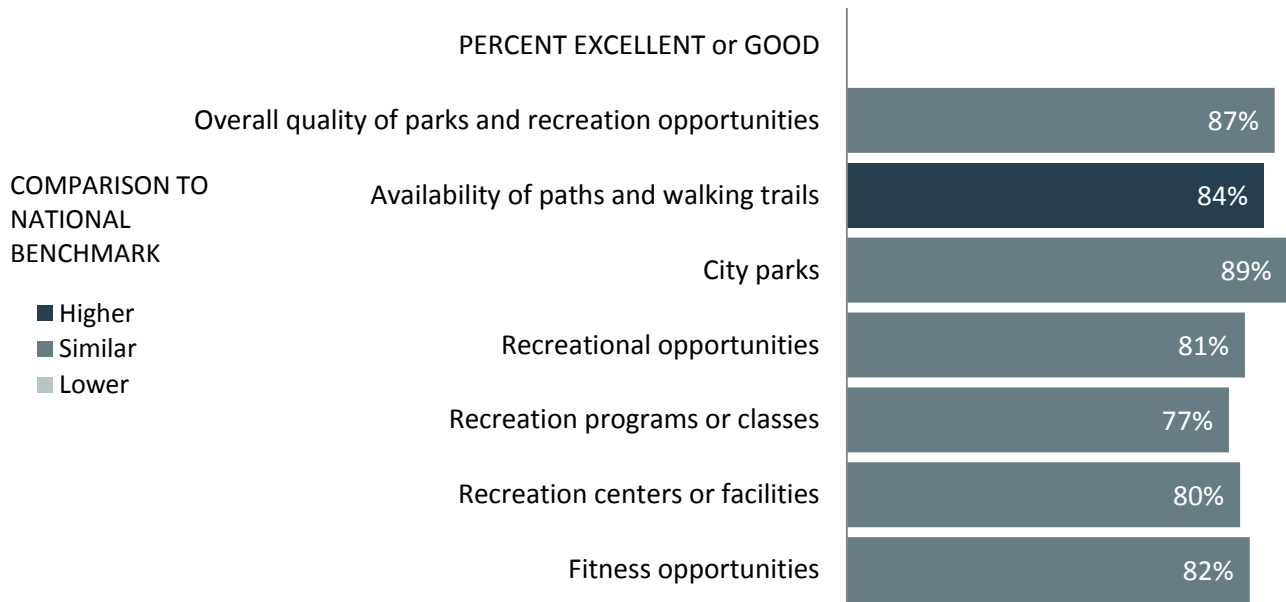 PERCENT EXCELLENT or GOOD
Overall quality of parks and recreation opportunities 87%
COMPARISON TO
NATIONAL
BENCHMARK
Higher
Similar
Lower
Availability of paths and walking trails 84%
City parks 89%
Recreational opportunities 81%
Recreation programs or classes 77%
Recreation centers or facilities 80%
Fitness opportunities 82%